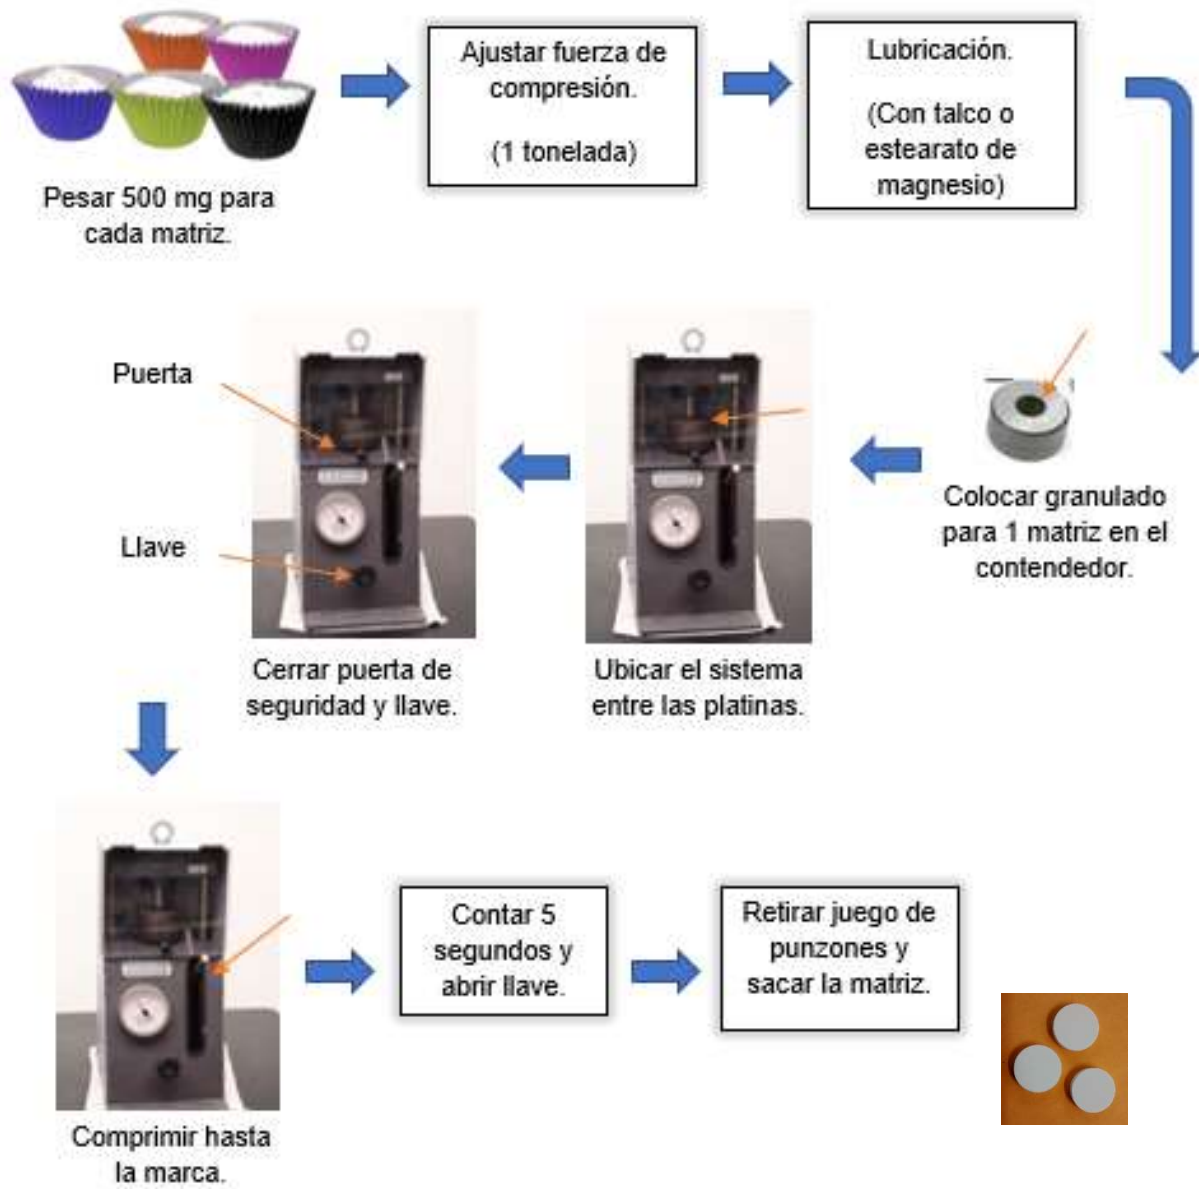 Pesar 500 mg para
cada matriz.
Ajustar fuerza de
compresión.
(1 tonelada)
Lubricación.
(Con talco o
estearato de
magnesio)
Colocar granulado
para 1 matriz en el
contendedor.
Ubicar el sistema
entre las platinas.
Puerta
Llave
Cerrar puerta de
seguridad y llave.
Comprimir hasta
la marca.
Contar 5
segundos y
abrir llave.
Retirar juego de
punzones y
sacar la matriz.